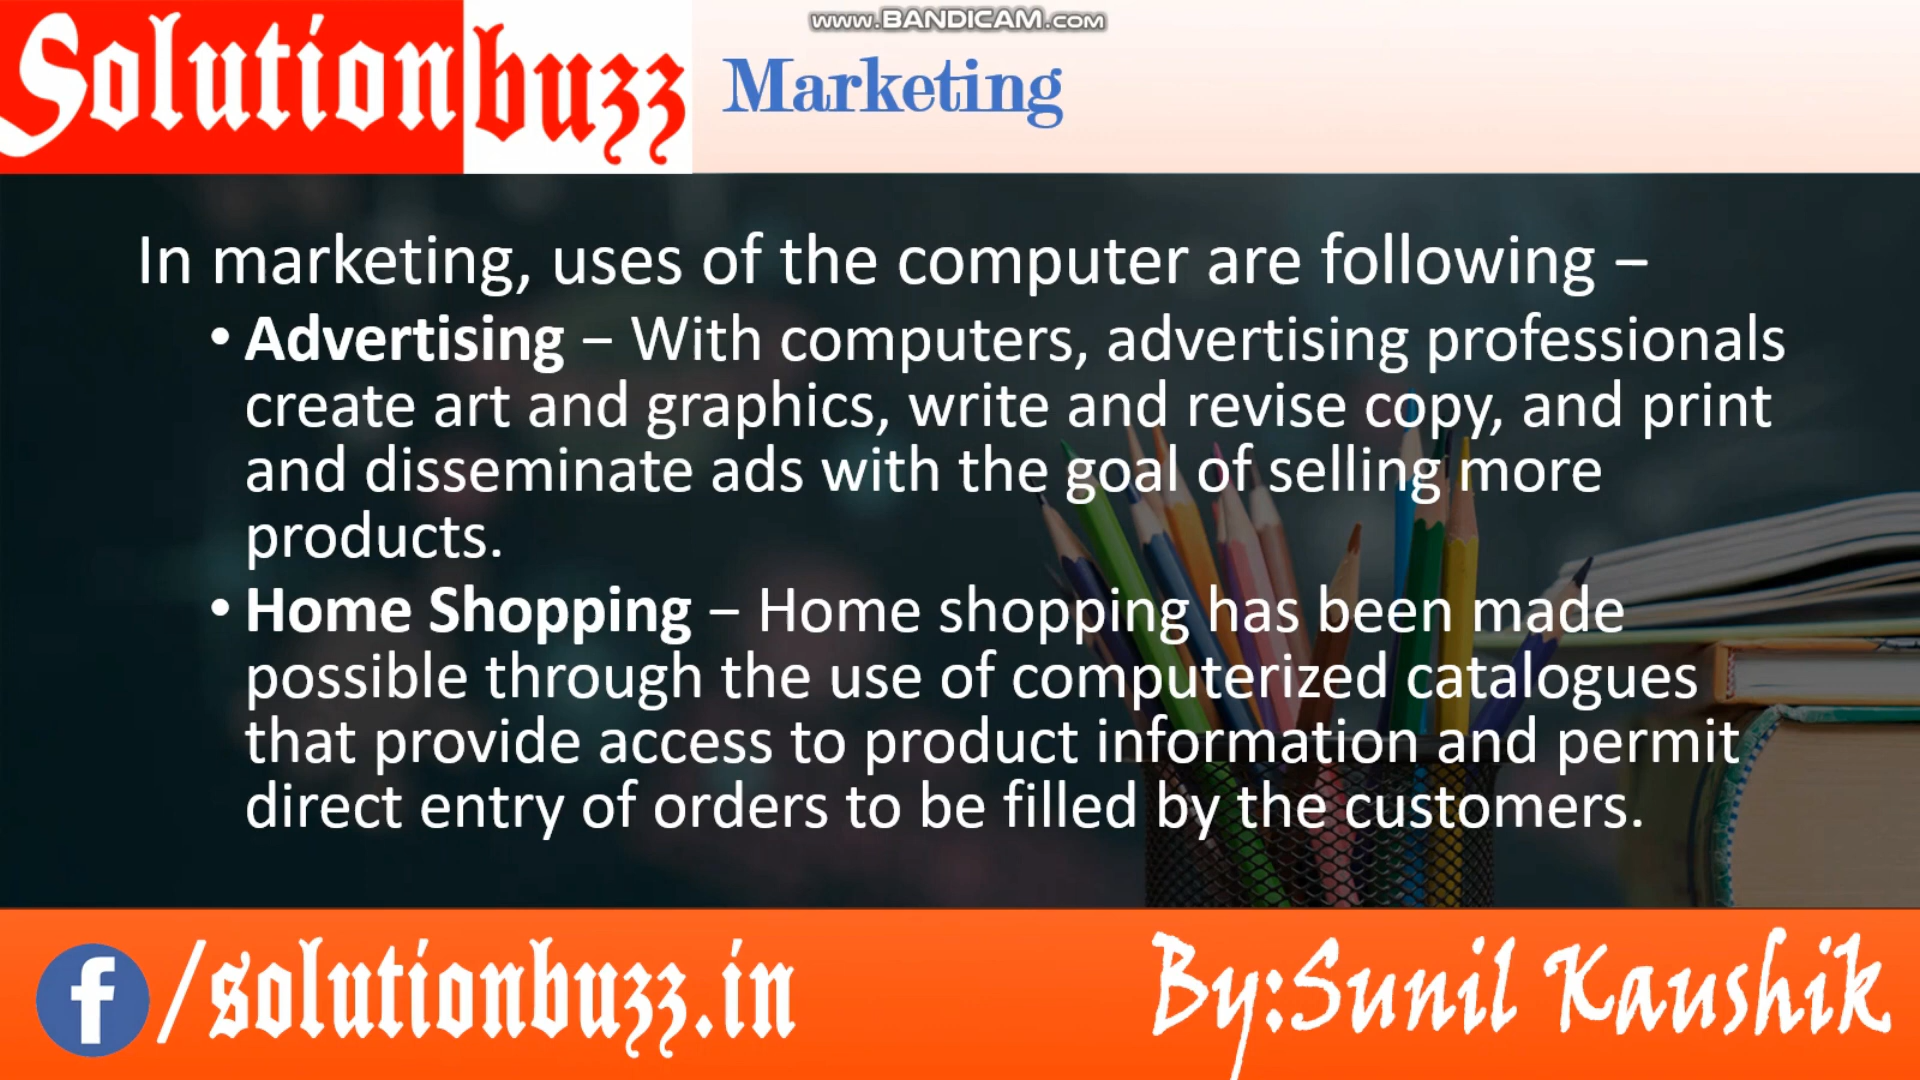 www.BANDICAM.com
Solutionbuzz
Marketing
In marketing, uses of the computer are following –
• Advertising – With computers, advertising professionals
create art and graphics, write and revise copy, and print
and disseminate ads with the goal of selling more
products.
• Home Shopping – Home shopping has been made
possible through the use of computerized catalogues
that provide access to product information and permit
direct entry of orders to be filled by the customers.
f/solutionbuzz.in
By:Sunil Kaushik